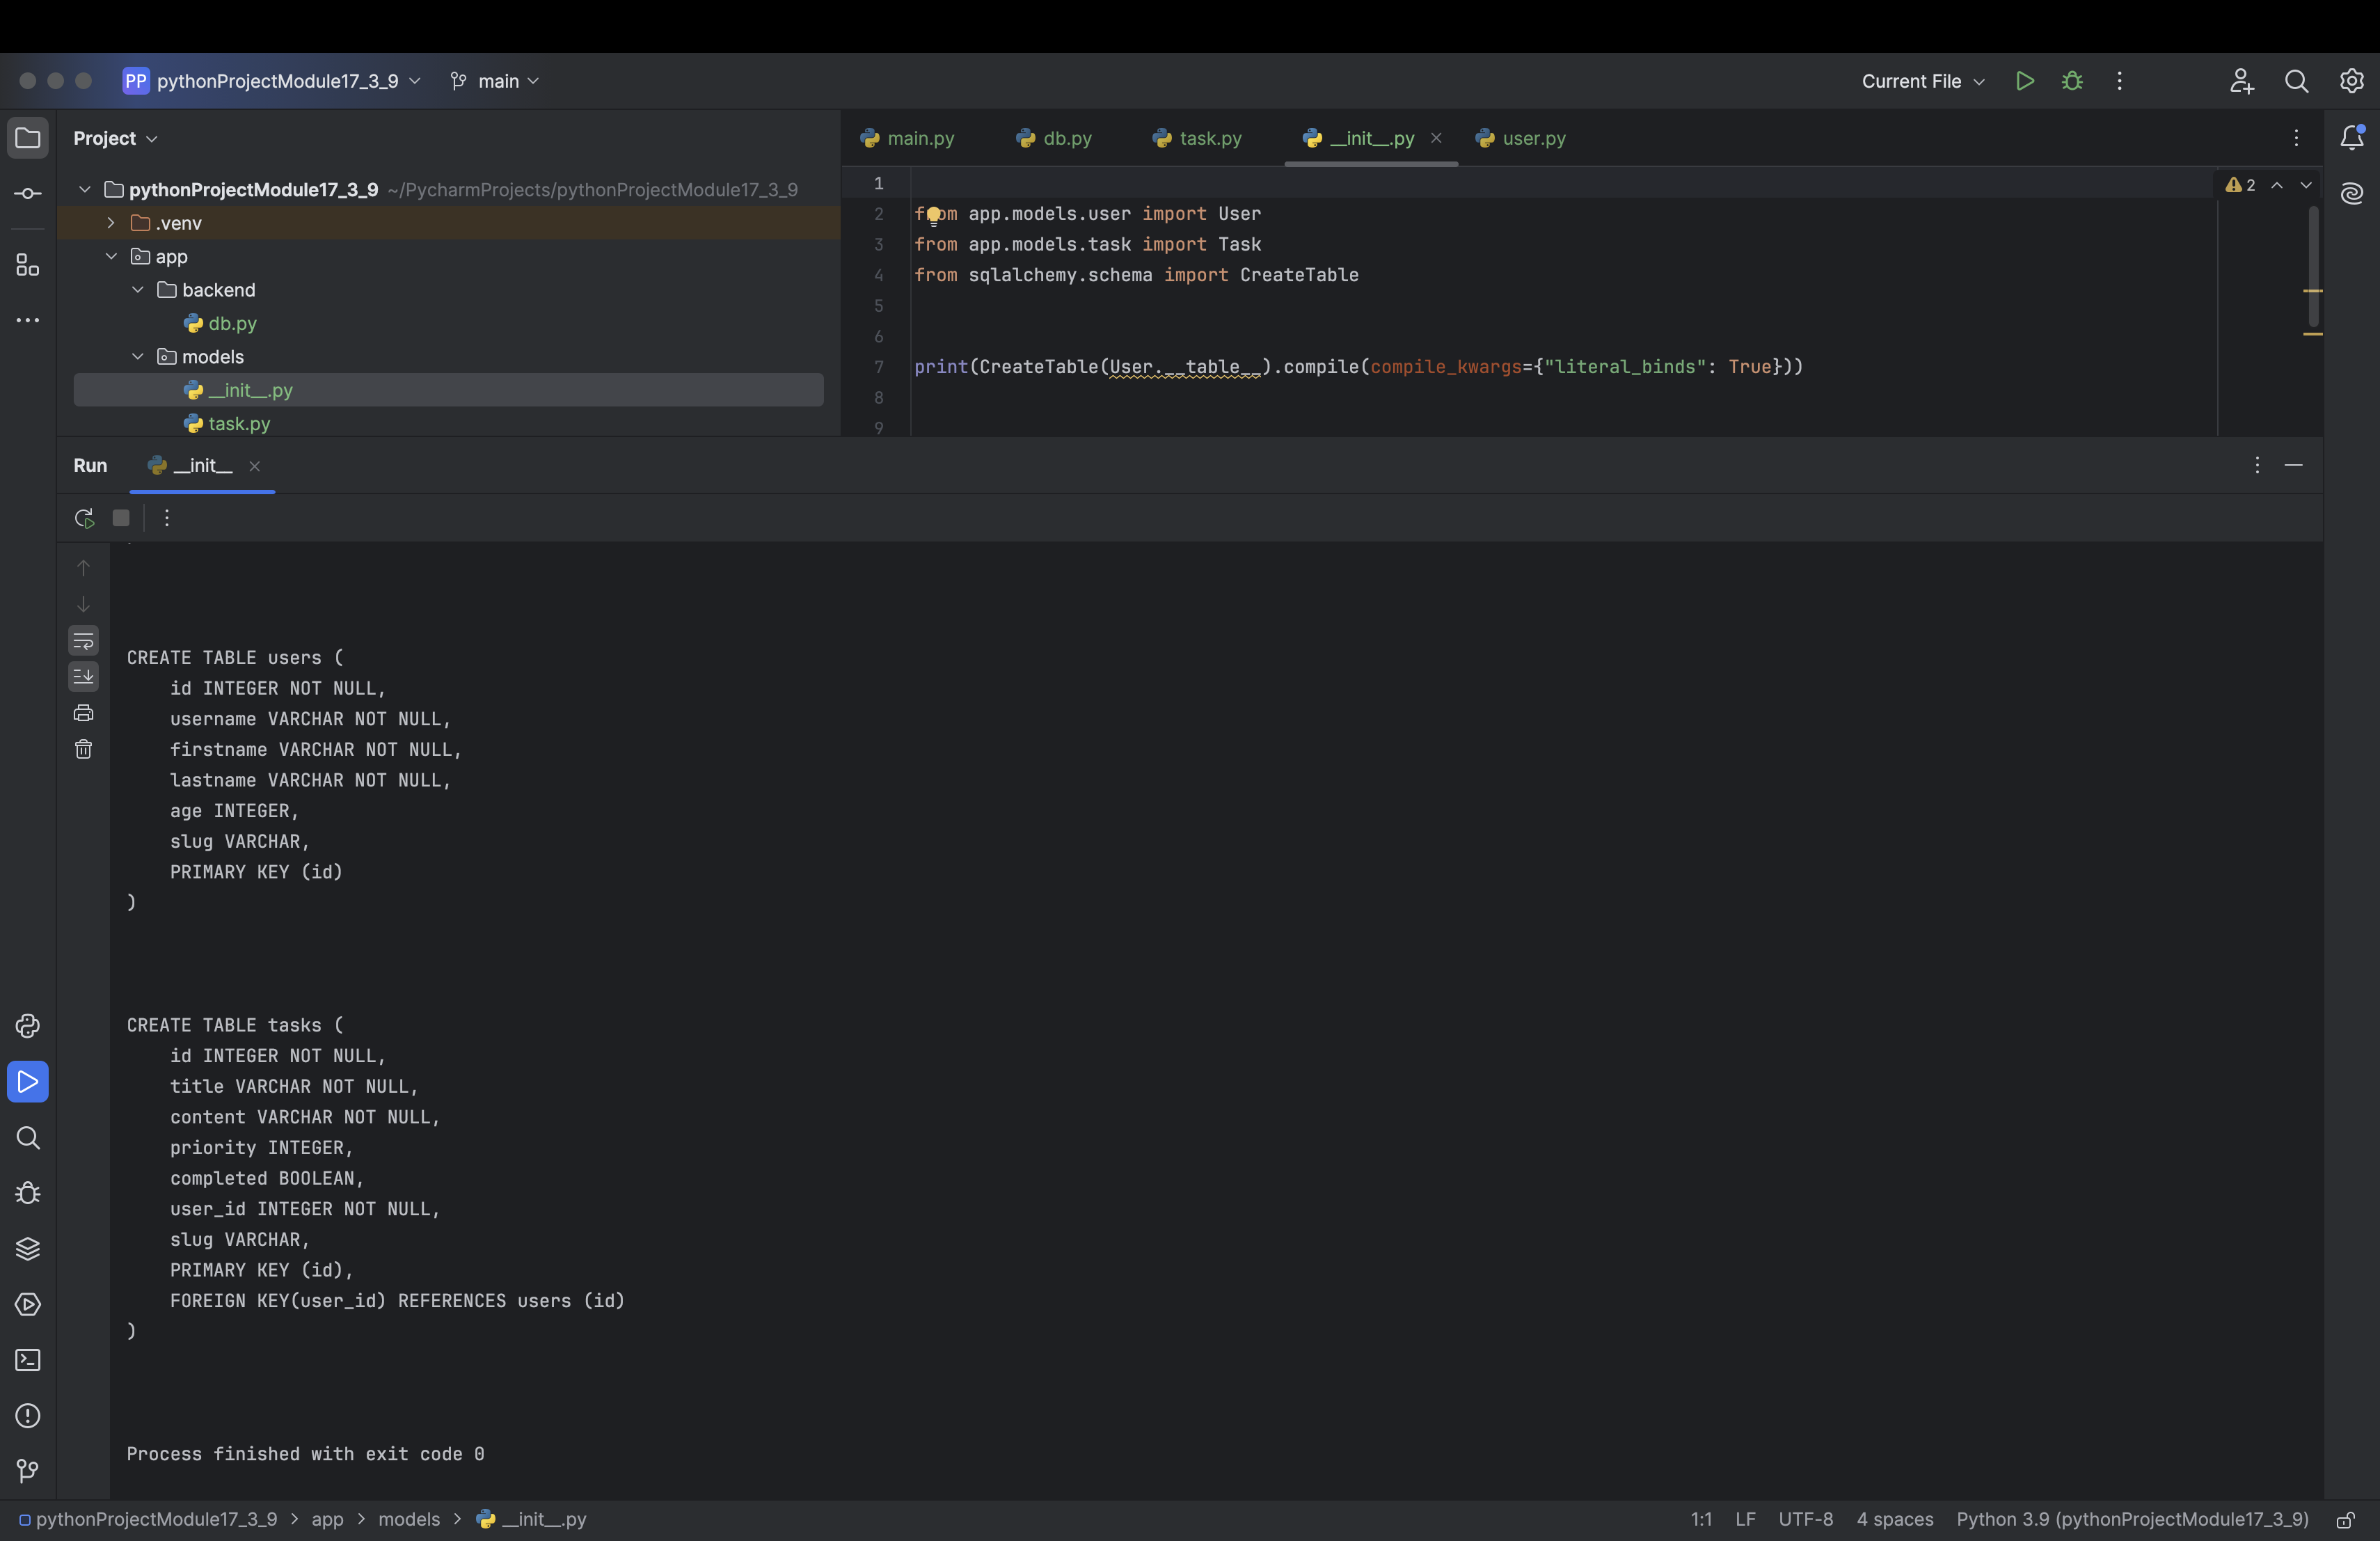 PP pythonProjectModule17_3_9 main Current File
Project
main.py db.py task.py __init__.py user.py
pythonProjectModule17_3_9 ~/PycharmProjects/pythonProjectModule17_3_9
.venv
app
backend
db.py
models
__init__.py
task.py
1
2 from app.models.user import User
3 from app.models.task import Task
4 from sqlalchemy.schema import CreateTable
5
6
7 print(CreateTable(User.__table__).compile(compile_kwargs={"literal_binds": True}))
8
9
2
Run __init__
CREATE TABLE users (
id INTEGER NOT NULL,
username VARCHAR NOT NULL,
firstname VARCHAR NOT NULL,
lastname VARCHAR NOT NULL,
age INTEGER,
slug VARCHAR,
PRIMARY KEY (id)
)
CREATE TABLE tasks (
id INTEGER NOT NULL,
title VARCHAR NOT NULL,
content VARCHAR NOT NULL,
priority INTEGER,
completed BOOLEAN,
user_id INTEGER NOT NULL,
slug VARCHAR,
PRIMARY KEY (id),
FOREIGN KEY(user_id) REFERENCES users (id)
)
Process finished with exit code 0
pythonProjectModule17_3_9 > app > models > __init__.py 1:1 LF UTF-8 4 spaces Python 3.9 (pythonProjectModule17_3_9)